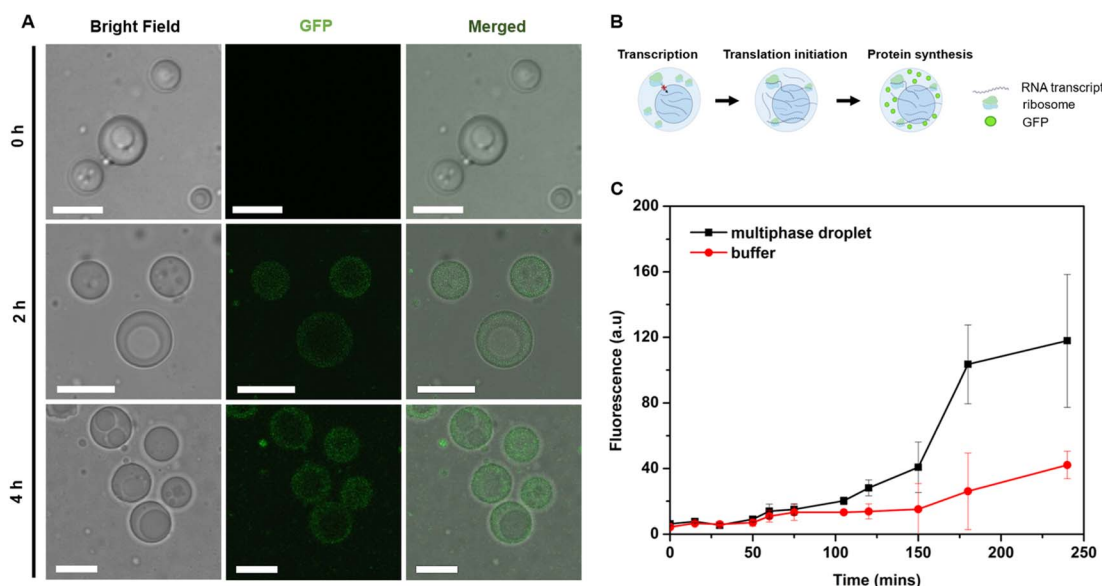 A
Bright Field
GFP
Merged
0 h
2 h
4 h
B
Transcription
Translation initiation
Protein synthesis
RNA transcript
ribosome
GFP
C
multiphase droplet
buffer
Fluorescence (a.u)
200
160
120
80
40
0
0
50
100
150
200
250
Time (mins)